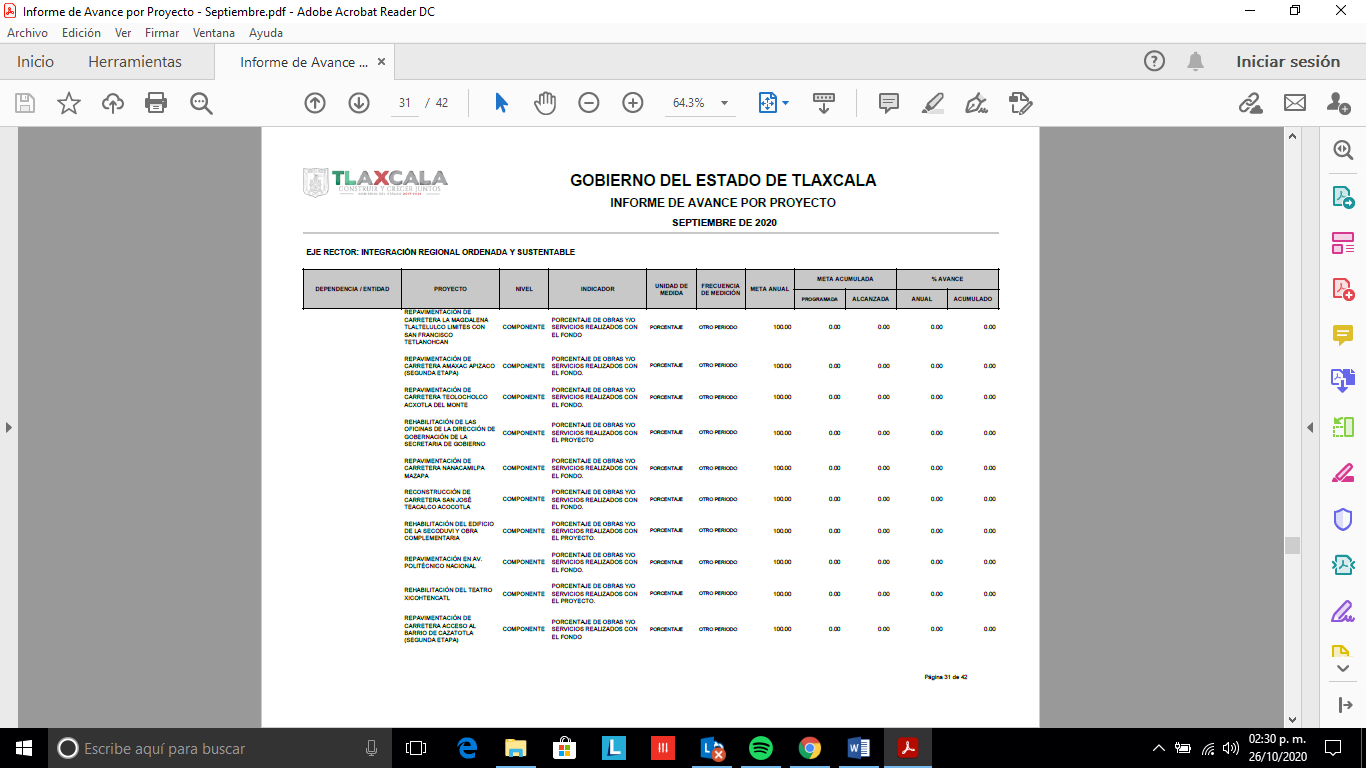 Informe de Avance por Proyecto - Septiembre.pdf - Adobe Acrobat Reader DC
Archivo Edición Ver Firmar Ventana Ayuda
Inicio Herramientas Informe de Avance ... × Iniciar sesión
31 / 42 64.3%
TLAXCALA
CONSTRUIR Y CRECER JUNTOS
GOBIERNO DEL ESTADO DE TLAXCALA
INFORME DE AVANCE POR PROYECTO
SEPTIEMBRE DE 2020
EJE RECTOR: INTEGRACIÓN REGIONAL ORDENADA Y SUSTENTABLE
DEPENDENCIA / ENTIDAD
PROYECTO
NIVEL
INDICADOR
UNIDAD DE
MEDIDA
FRECUENCIA
DE MEDICIÓN
META ANUAL
META ACUMULADA
PROGRAMADA
ALCANZADA
% AVANCE
ANUAL
ACUMULADO
REPAVIMENTACIÓN DE
CARRETERA LA MAGDALENA
TLALTELULCO LIMITES CON
SAN FRANCISCO
TETLANOHCAN
COMPONENTE
PORCENTAJE DE OBRAS Y/O
SERVICIOS REALIZADOS CON
EL FONDO
PORCENTAJE OTRO PERIODO 100.00 0.00 0.00 0.00 0.00
REPAVIMENTACIÓN DE
CARRETERA AMAXAC APIZACO
(SEGUNDA ETAPA)
COMPONENTE
PORCENTAJE DE OBRAS Y/O
SERVICIOS REALIZADOS CON
EL FONDO.
PORCENTAJE OTRO PERIODO 100.00 0.00 0.00 0.00 0.00
REPAVIMENTACIÓN DE
CARRETERA TEOLOCHOLCO
ACXOTLA DEL MONTE
COMPONENTE
PORCENTAJE DE OBRAS Y/O
SERVICIOS REALIZADOS CON
EL FONDO.
PORCENTAJE OTRO PERIODO 100.00 0.00 0.00 0.00 0.00
REHABILITACIÓN DE LAS
OFICINAS DE LA DIRECCIÓN DE
GOBERNACIÓN DE LA
SECRETARIA DE GOBIERNO
COMPONENTE
PORCENTAJE DE OBRAS Y/O
SERVICIOS REALIZADOS CON
EL PROYECTO
PORCENTAJE OTRO PERIODO 100.00 0.00 0.00 0.00 0.00
REPAVIMENTACIÓN DE
CARRETERA NANACAMILPA
MAZAPA
COMPONENTE
PORCENTAJE DE OBRAS Y/O
SERVICIOS REALIZADOS CON
EL FONDO.
PORCENTAJE OTRO PERIODO 100.00 0.00 0.00 0.00 0.00
RECONSTRUCCIÓN DE
CARRETERA SAN JOSÉ
TEACALCO ACOCOTLA
COMPONENTE
PORCENTAJE DE OBRAS Y/O
SERVICIOS REALIZADOS CON
EL FONDO.
PORCENTAJE OTRO PERIODO 100.00 0.00 0.00 0.00 0.00
REHABILITACIÓN DEL EDIFICIO
DE LA SECODUVI Y OBRA
COMPLEMENTARIA
COMPONENTE
PORCENTAJE DE OBRAS Y/O
SERVICIOS REALIZADOS CON
EL PROYECTO.
PORCENTAJE OTRO PERIODO 100.00 0.00 0.00 0.00 0.00
REPAVIMENTACIÓN EN AV.
POLITÉCNICO NACIONAL
COMPONENTE
PORCENTAJE DE OBRAS Y/O
SERVICIOS REALIZADOS CON
EL FONDO.
PORCENTAJE OTRO PERIODO 100.00 0.00 0.00 0.00 0.00
REHABILITACIÓN DEL TEATRO
XICOHTENCATL
COMPONENTE
PORCENTAJE DE OBRAS Y/O
SERVICIOS REALIZADOS CON
EL PROYECTO.
PORCENTAJE OTRO PERIODO 100.00 0.00 0.00 0.00 0.00
REPAVIMENTACIÓN DE
CARRETERA ACCESO AL
BARRIO DE CAZATOTLA
(SEGUNDA ETAPA)
COMPONENTE
PORCENTAJE DE OBRAS Y/O
SERVICIOS REALIZADOS CON
EL FONDO
PORCENTAJE OTRO PERIODO 100.00 0.00 0.00 0.00 0.00
Página 31 de 42
Escribe aquí para buscar
02:30 p. m.
26/10/2020